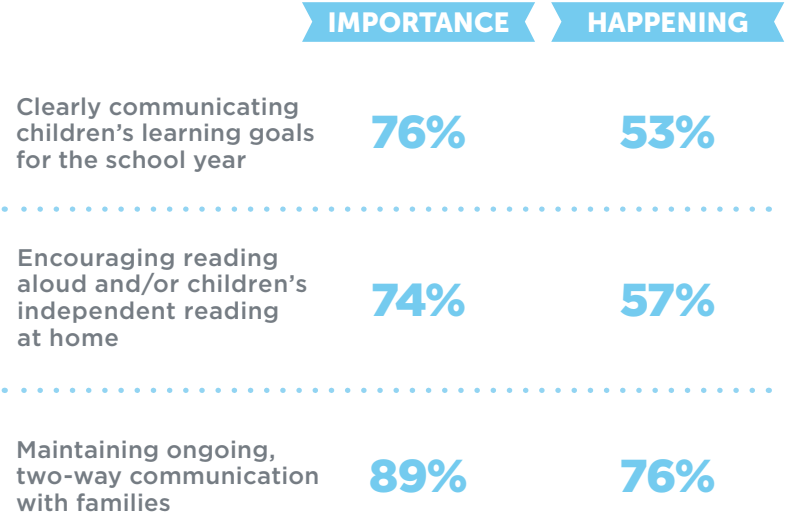 IMPORTANCE HAPPENING
Clearly communicating
children’s learning goals
for the school year
76% 53%
Encouraging reading
aloud and/or children’s
independent reading
at home
74% 57%
Maintaining ongoing,
two-way communication
with families
89% 76%